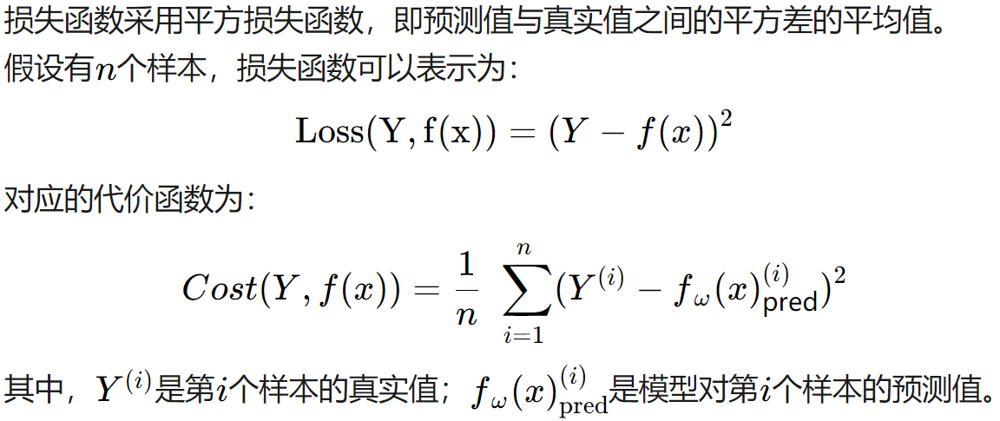 损失函数采用平方损失函数，即预测值与真实值之间的平方差的平均值。
假设有$n$个样本，损失函数可以表示为：
$$\mathrm{Loss(Y, f(x))} = (Y - f(x))^2$$
对应的代价函数为：
$$Cost(Y, f(x)) = \frac{1}{n} \sum_{i=1}^{n} (Y^{(i)} - f_{\omega}(x)_{\text{pred}}^{(i)})^2$$
其中，$Y^{(i)}$是第$i$个样本的真实值；$f_{\omega}(x)_{\text{pred}}^{(i)}$是模型对第$i$个样本的预测值。